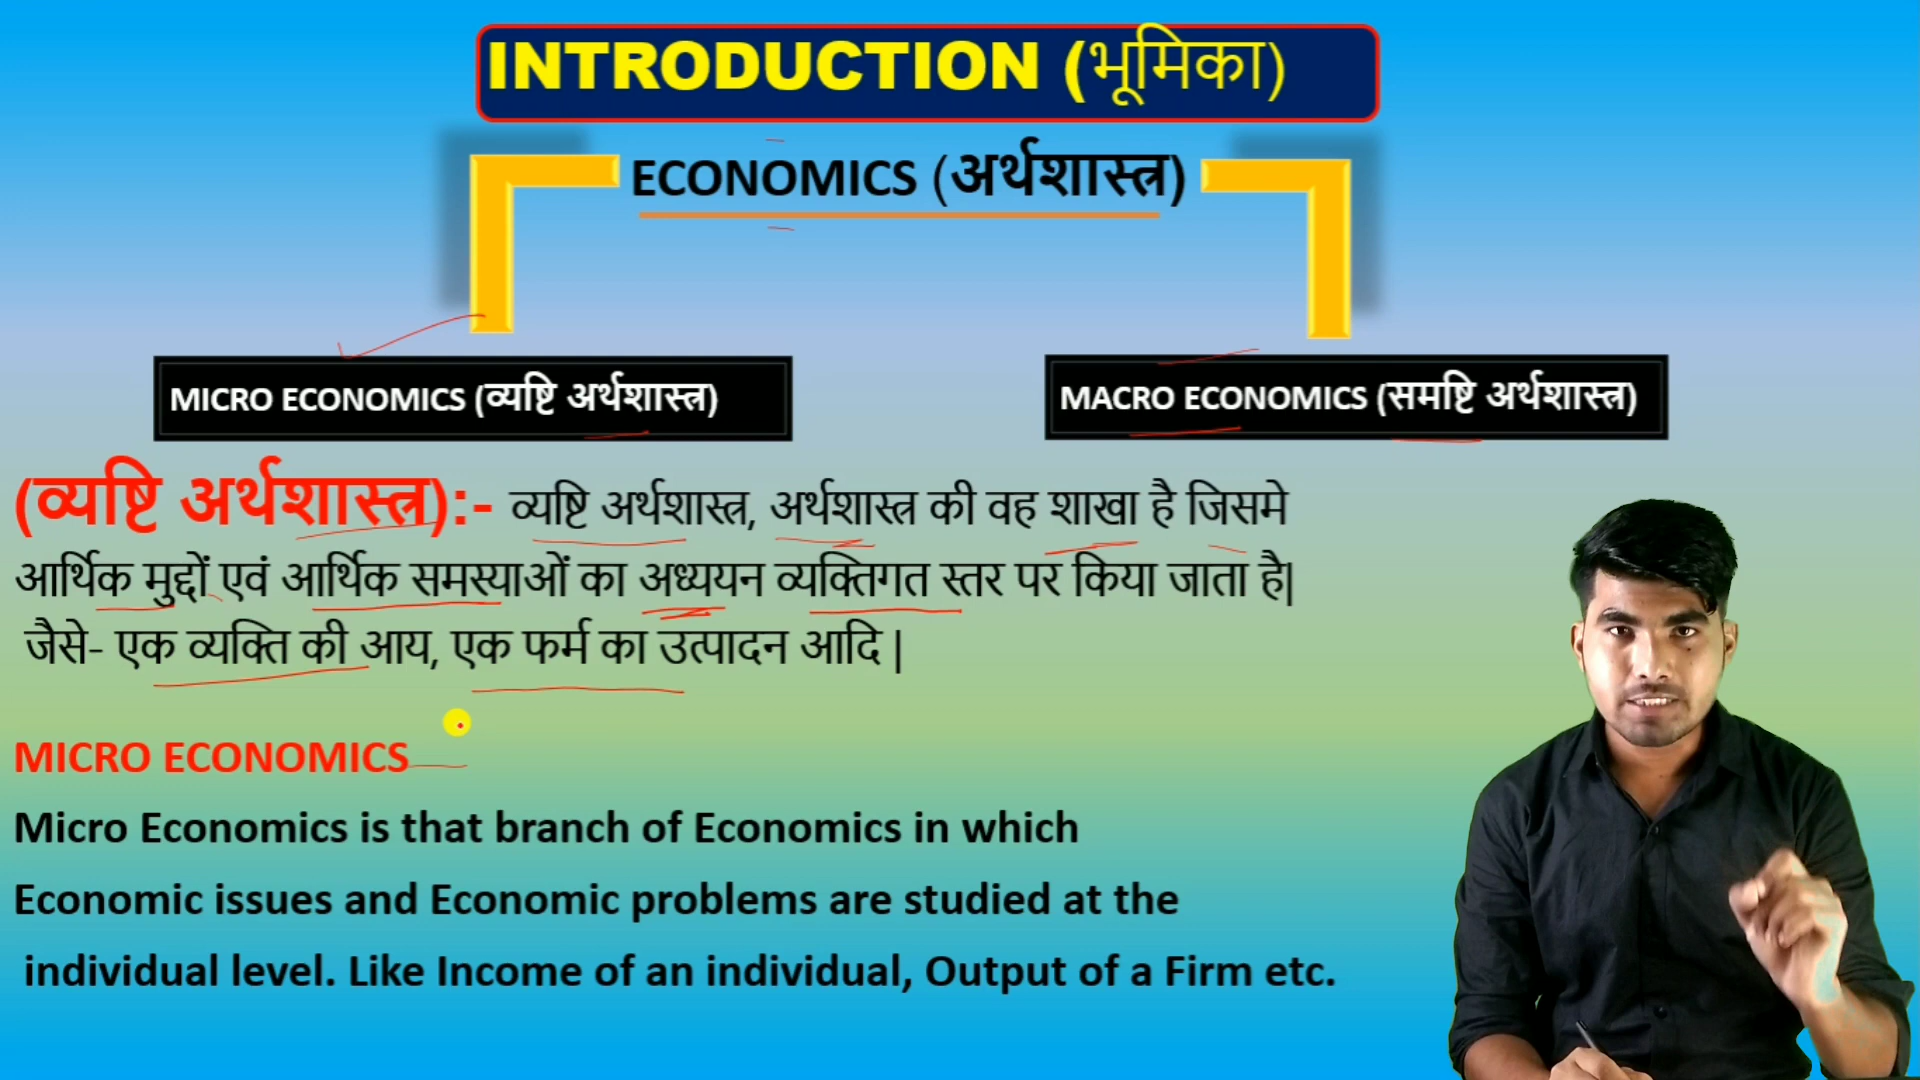 INTRODUCTION (भूमिका)
ECONOMICS (अर्थशास्त्र)
MICRO ECONOMICS (व्यष्टि अर्थशास्त्र)
MACRO ECONOMICS (समष्टि अर्थशास्त्र)
(व्यष्टि अर्थशास्त्र):- व्यष्टि अर्थशास्त्र, अर्थशास्त्र की वह शाखा है जिसमे
आर्थिक मुद्दों एवं आर्थिक समस्याओं का अध्ययन व्यक्तिगत स्तर पर किया जाता है|
जैसे- एक व्यक्ति की आय, एक फर्म का उत्पादन आदि |
MICRO ECONOMICS
Micro Economics is that branch of Economics in which
Economic issues and Economic problems are studied at the
individual level. Like Income of an individual, Output of a Firm etc.